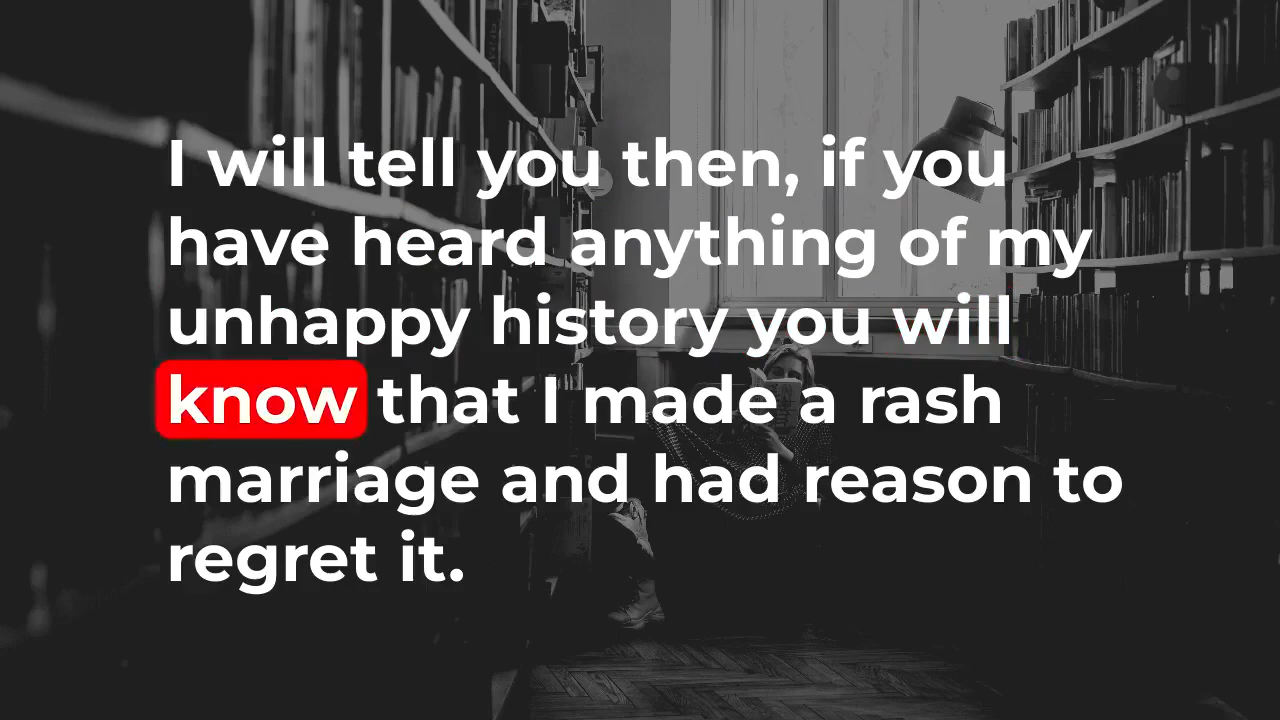 I will tell you then, if you
have heard anything of my
unhappy history you will
know that I made a rash
marriage and had reason to
regret it.